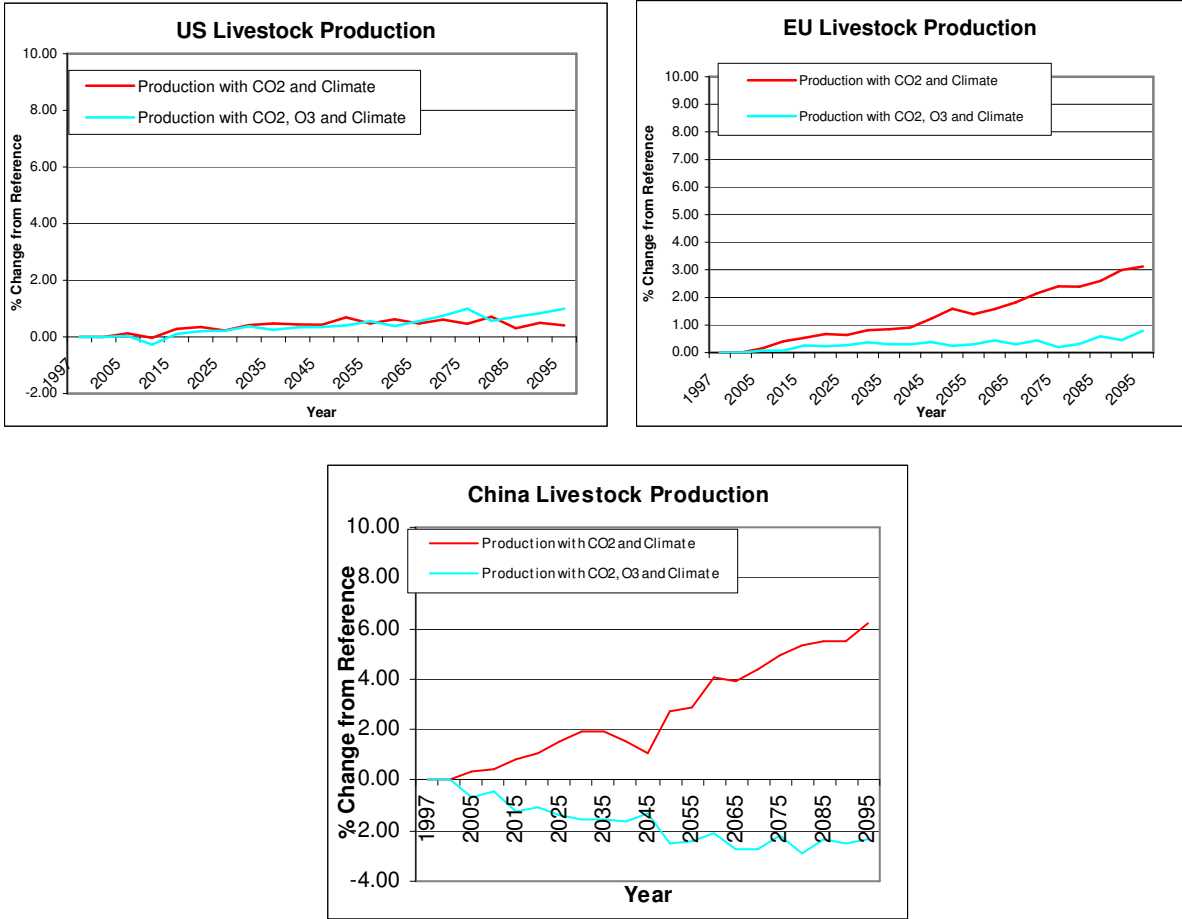 US Livestock Production
10.00
8.00
6.00
4.00
2.00
0.00
-2.00
% Change from Reference
Production with CO2 and Climate
Production with CO2, O3 and Climate
1997 2005 2015 2025 2035 2045 2055 2065 2075 2085 2095
Year
EU Livestock Production
10.00
9.00
8.00
7.00
6.00
5.00
4.00
3.00
2.00
1.00
0.00
% Change from Reference
Production with CO2 and Climate
Production with CO2, O3 and Climate
1997 2005 2015 2025 2035 2045 2055 2065 2075 2085 2095
Year
China Livestock Production
10.00
8.00
6.00
4.00
2.00
0.00
-2.00
-4.00
% Change from Reference
Production with CO2 and Climate
Production with CO2, O3 and Climate
1997 2005 2015 2025 2035 2045 2055 2065 2075 2085 2095
Year